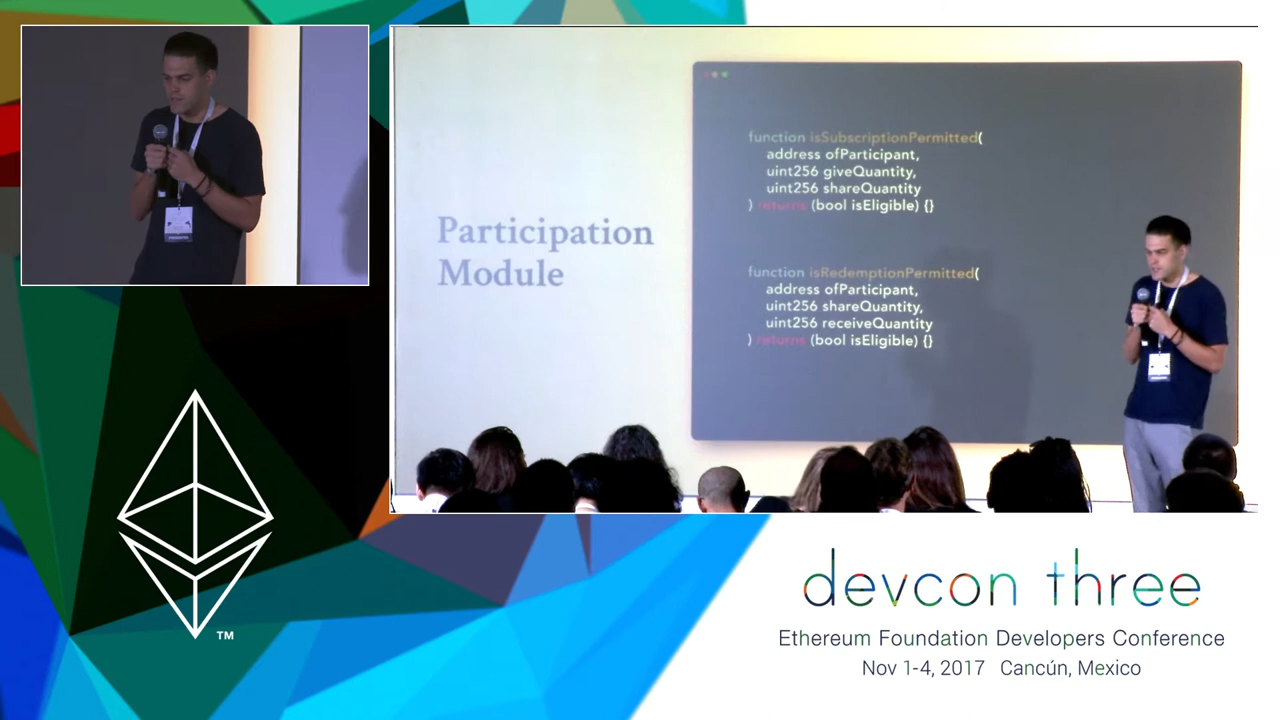 Participation
Module
function isSubscriptionPermitted(
address ofParticipant,
uint256 giveQuantity,
uint256 shareQuantity
) returns (bool isEligible) {}
function isRedemptionPermitted(
address ofParticipant,
uint256 shareQuantity,
uint256 receiveQuantity
) returns (bool isEligible) {}
TM
devcon three
Ethereum Foundation Developers Conference
Nov 1-4, 2017 Cancún, Mexico